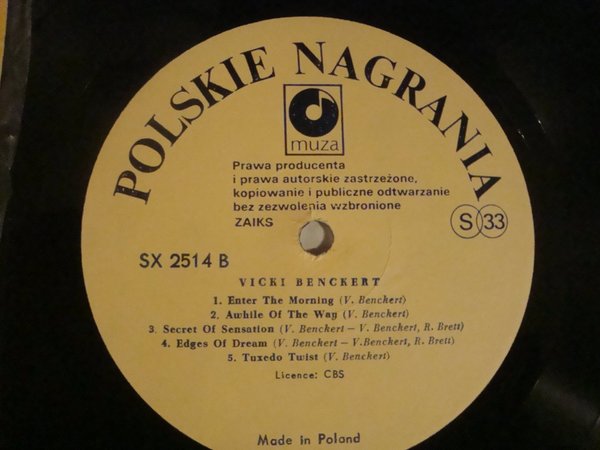 POLSKIE NAGRANIA
muza
Prawa producenta
i prawa autorskie zastrzeżone,
kopiowanie i publiczne odtwarzanie
bez zezwolenia wzbronione
ZAIKS
S 33
SX 2514 B
VICKI BENCKERT
1. Enter The Morning (V. Benckert)
2. Awhile Of The Way (V. Benckert)
3. Secret Of Sensation (V. Benckert — V. Benckert, R. Brett)
4. Edges Of Dream (V. Benckert — V.Benckert, R. Brett)
5. Tuxedo Twist (V. Benckert)
Licence: CBS
Made in Poland